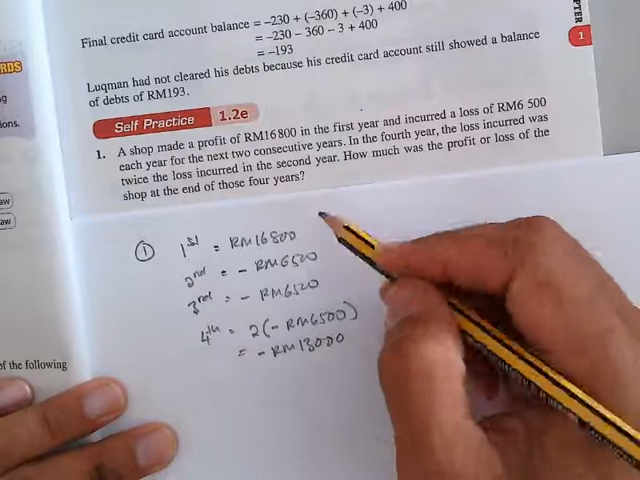 Final credit card account balance = –230 + (–360) + (–3) + 400
= –230 – 360 – 3 + 400
= –193
Luqman had not cleared his debts because his credit card account still showed a balance
of debts of RM193.
RDS
ng
ions.
aw
aw
of the following
PTER
1
Self Practice 1.2e
1. A shop made a profit of RM16 800 in the first year and incurred a loss of RM6 500
each year for the next two consecutive years. In the fourth year, the loss incurred was
twice the loss incurred in the second year. How much was the profit or loss of the
shop at the end of those four years?
① 1st = RM16800
2nd = – RM6500
3rd = – RM6500
4th = 2(– RM6500)
= – RM13000